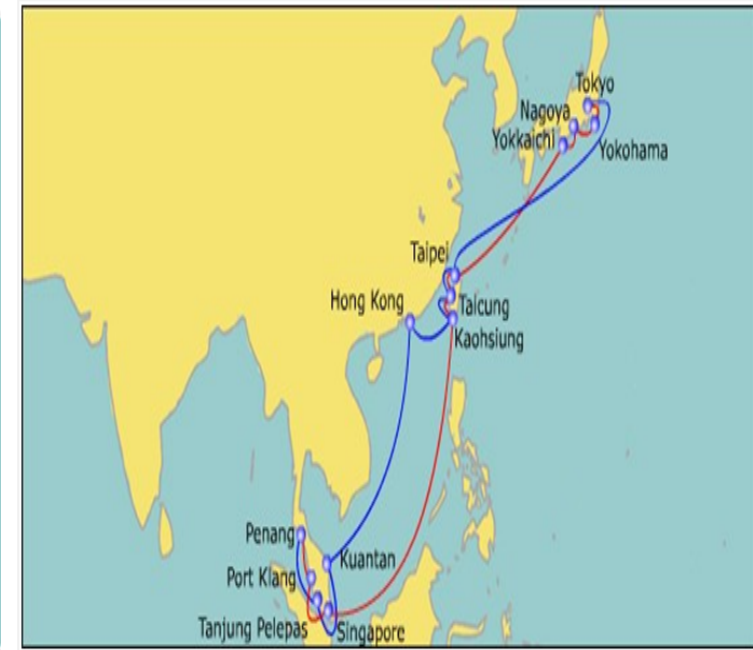 Tokyo
Nagoya
Yokkaichi
Yokohama
Taipei
Hong Kong
Taicung
Kaohsiung
Penang
Kuantan
Port Klang
Tanjung Pelepas
Singapore